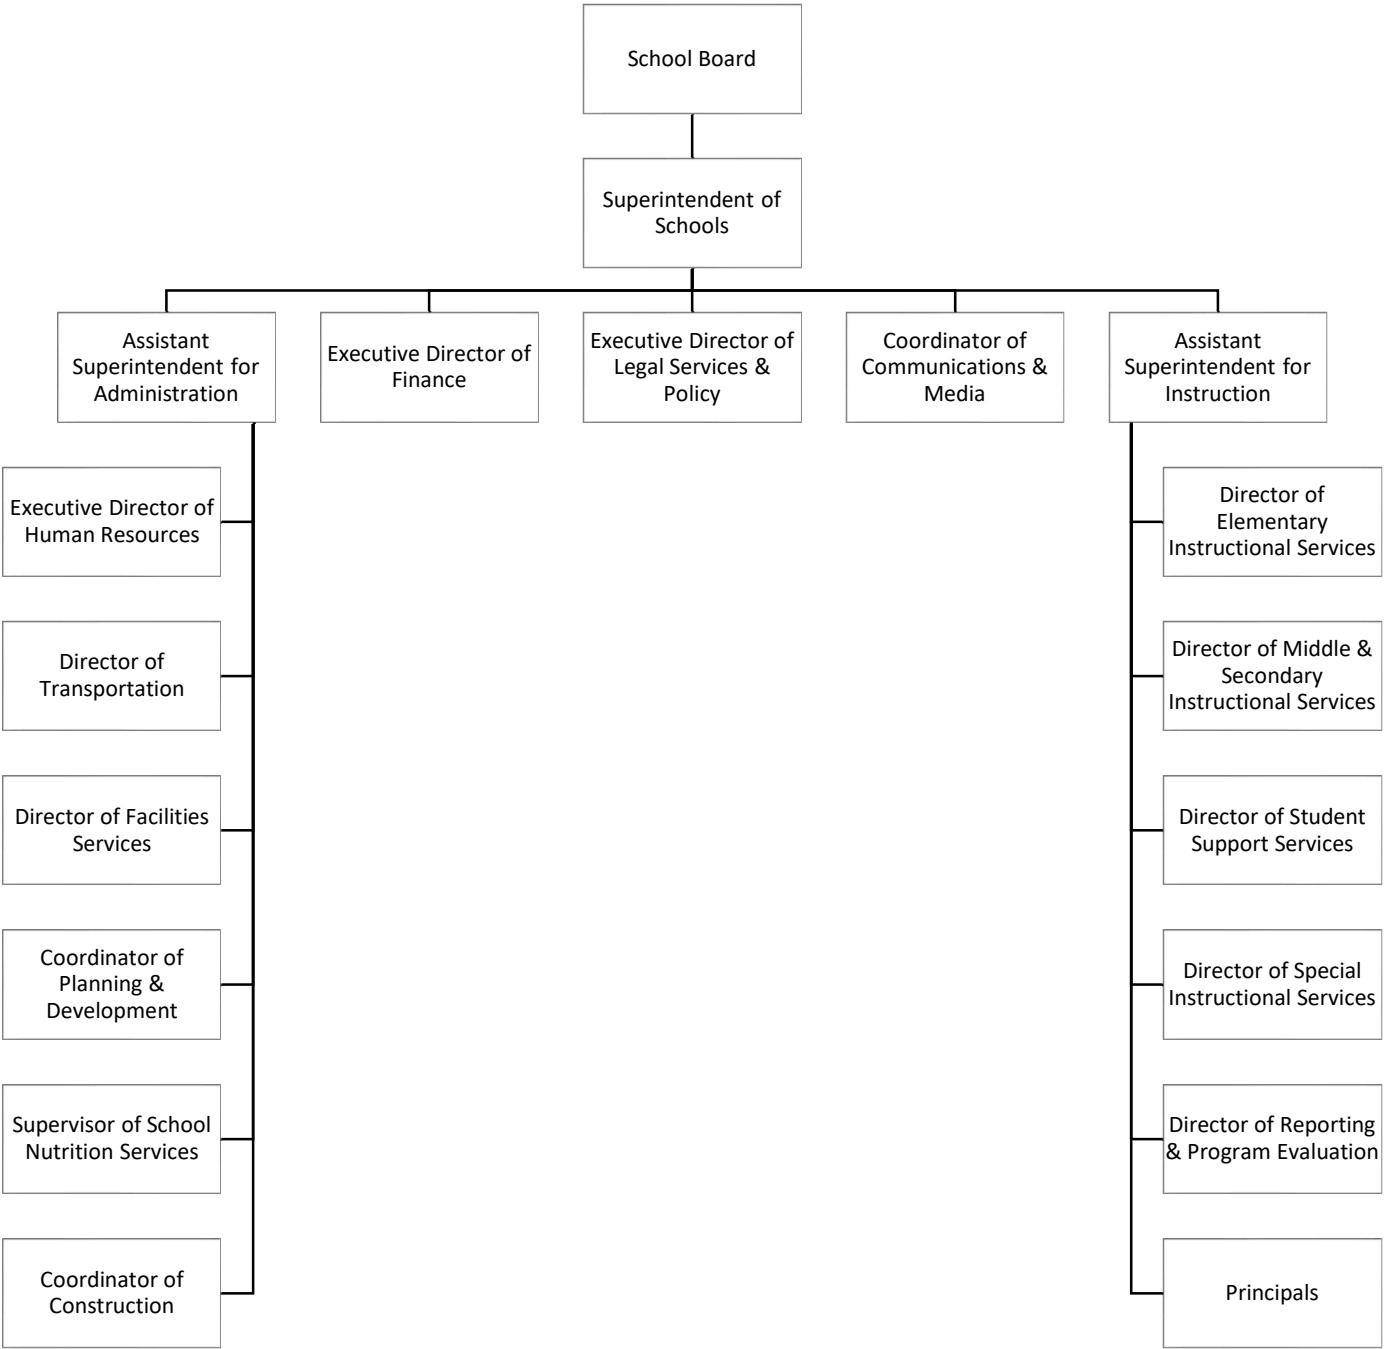 School Board
Superintendent of
Schools
Assistant
Superintendent for
Administration
Executive Director of
Finance
Executive Director of
Legal Services &
Policy
Coordinator of
Communications &
Media
Assistant
Superintendent for
Instruction
Executive Director of
Human Resources
Director of
Transportation
Director of Facilities
Services
Coordinator of
Planning &
Development
Supervisor of School
Nutrition Services
Coordinator of
Construction
Director of
Elementary
Instructional Services
Director of Middle &
Secondary
Instructional Services
Director of Student
Support Services
Director of Special
Instructional Services
Director of Reporting
& Program Evaluation
Principals